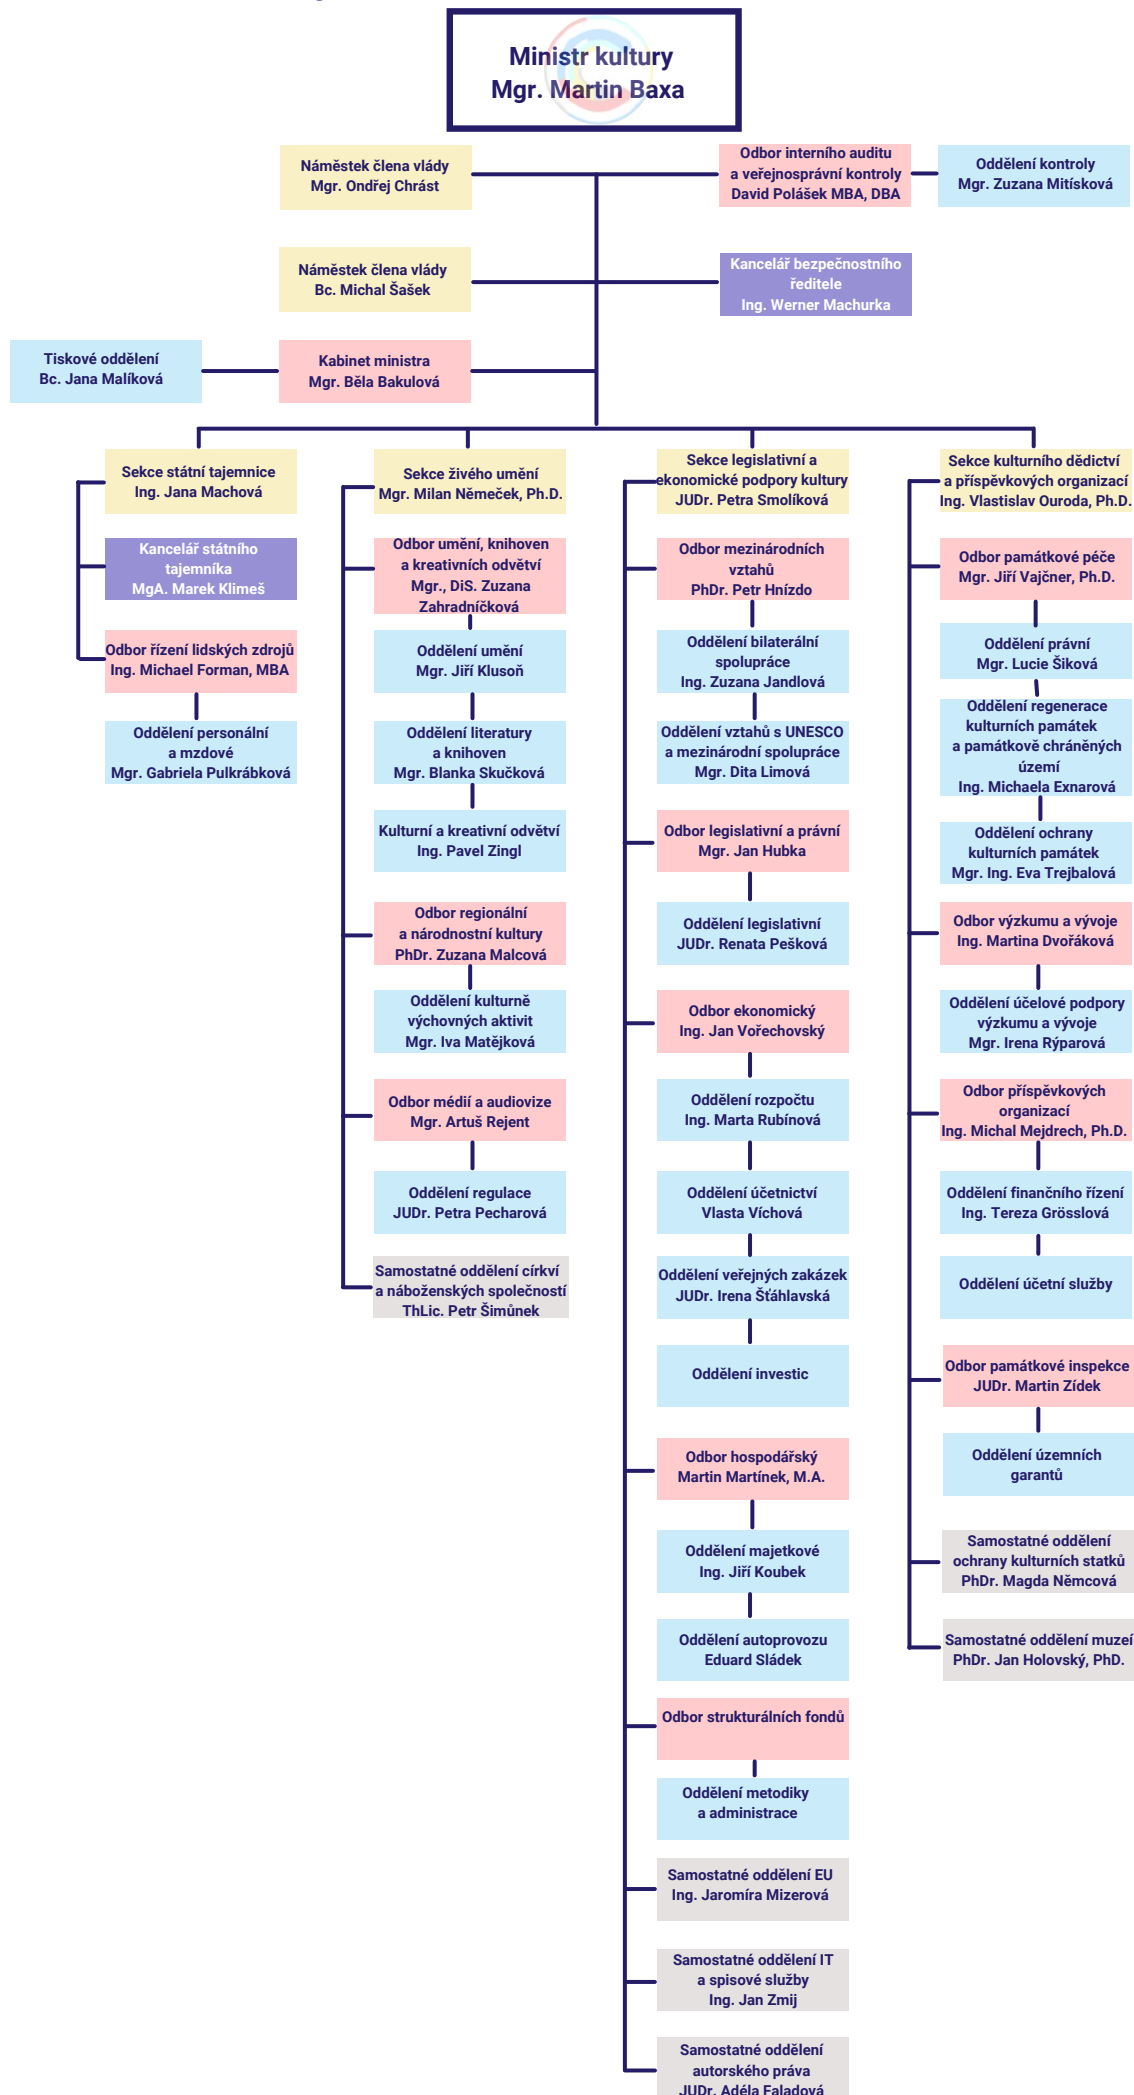 Ministr kultury
Mgr. Martin Baxa
Náměstek člena vlády
Mgr. Ondřej Chrást
Odbor interního auditu
a veřejnosprávní kontroly
David Polášek MBA, DBA
Oddělení kontroly
Mgr. Zuzana Mitísková
Náměstek člena vlády
Bc. Michal Šašek
Kancelář bezpečnostního
ředitele
Ing. Werner Machurka
Tiskové oddělení
Bc. Jana Malíková
Kabinet ministra
Mgr. Běla Bakulová
Sekce státní tajemnice
Ing. Jana Machová
Kancelář státního
tajemníka
MgA. Marek Klimeš
Odbor řízení lidských zdrojů
Ing. Michael Forman, MBA
Oddělení personální
a mzdové
Mgr. Gabriela Pulkrábková
Sekce živého umění
Mgr. Milan Němeček, Ph.D.
Odbor umění, knihoven
a kreativních odvětví
Mgr., DiS. Zuzana
Zahradníčková
Oddělení umění
Mgr. Jiří Klusoň
Oddělení literatury
a knihoven
Mgr. Blanka Skučková
Kulturní a kreativní odvětví
Ing. Pavel Zingl
Odbor regionální
a národnostní kultury
PhDr. Zuzana Malcová
Oddělení kulturně
výchovných aktivit
Mgr. Iva Matějková
Odbor médií a audiovize
Mgr. Artuš Rejent
Oddělení regulace
JUDr. Petra Pecharová
Samostatné oddělení církví
a náboženských společností
ThLic. Petr Šimůnek
Sekce legislativní a
ekonomické podpory kultury
JUDr. Petra Smolíková
Odbor mezinárodních
vztahů
PhDr. Petr Hnízdo
Oddělení bilaterální
spolupráce
Ing. Zuzana Jandlová
Oddělení vztahů s UNESCO
a mezinárodní spolupráce
Mgr. Dita Limová
Odbor legislativní a právní
Mgr. Jan Hubka
Oddělení legislativní
JUDr. Renata Pešková
Odbor ekonomický
Ing. Jan Vořechovský
Oddělení rozpočtu
Ing. Marta Rubínová
Oddělení účetnictví
Vlasta Víchová
Oddělení veřejných zakázek
JUDr. Irena Šťáhlavská
Oddělení investic
Odbor hospodářský
Martin Martínek, M.A.
Oddělení majetkové
Ing. Jiří Koubek
Oddělení autoprovozu
Eduard Sládek
Odbor strukturálních fondů
Oddělení metodiky
a administrace
Samostatné oddělení EU
Ing. Jaromíra Mizerová
Samostatné oddělení IT
a spisové služby
Ing. Jan Zmij
Samostatné oddělení
autorského práva
JUDr. Adéla Faladová
Sekce kulturního dědictví
a příspěvkových organizací
Ing. Vlastislav Ouroda, Ph.D.
Odbor památkové péče
Mgr. Jiří Vajčner, Ph.D.
Oddělení právní
Mgr. Lucie Šiková
Oddělení regenerace
kulturních památek
a památkově chráněných
území
Ing. Michaela Exnarová
Oddělení ochrany
kulturních památek
Mgr. Ing. Eva Trejbalová
Odbor výzkumu a vývoje
Ing. Martina Dvořáková
Oddělení účelové podpory
výzkumu a vývoje
Mgr. Irena Rýparová
Odbor příspěvkových
organizací
Ing. Michal Mejdrech, Ph.D.
Oddělení finančního řízení
Ing. Tereza Grösslová
Oddělení účetní služby
Odbor památkové inspekce
JUDr. Martin Zídek
Oddělení územních
garantů
Samostatné oddělení
ochrany kulturních statků
PhDr. Magda Němcová
Samostatné oddělení muzeí
PhDr. Jan Holovský, PhD.